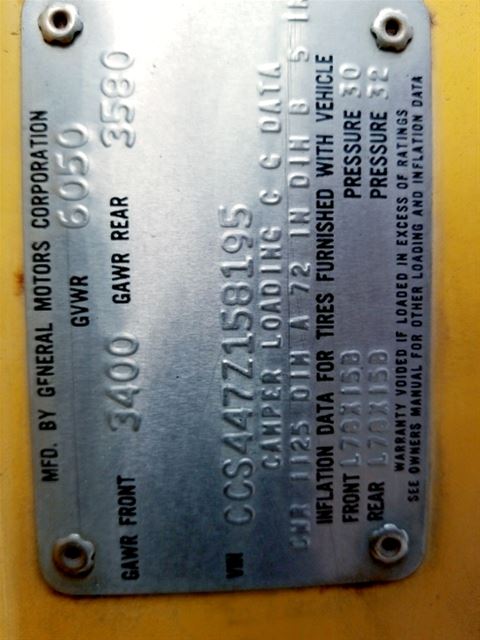 MFD. BY GENERAL MOTORS CORPORATION
GVWR 6050
GAWR FRONT 3400 GAWR REAR 3580
VIN CCS447Z158195
CAMPER LOADING C G DATA
CWR 1125 DIM A 72 IN DIM B 5
INFLATION DATA FOR TIRES FURNISHED WITH VEHICLE
FRONT L78X15B PRESSURE 30
REAR L78X15B PRESSURE 32
WARRANTY VOIDED IF LOADED IN EXCESS OF RATINGS
SEE OWNERS MANUAL FOR OTHER LOADING AND INFLATION DATA